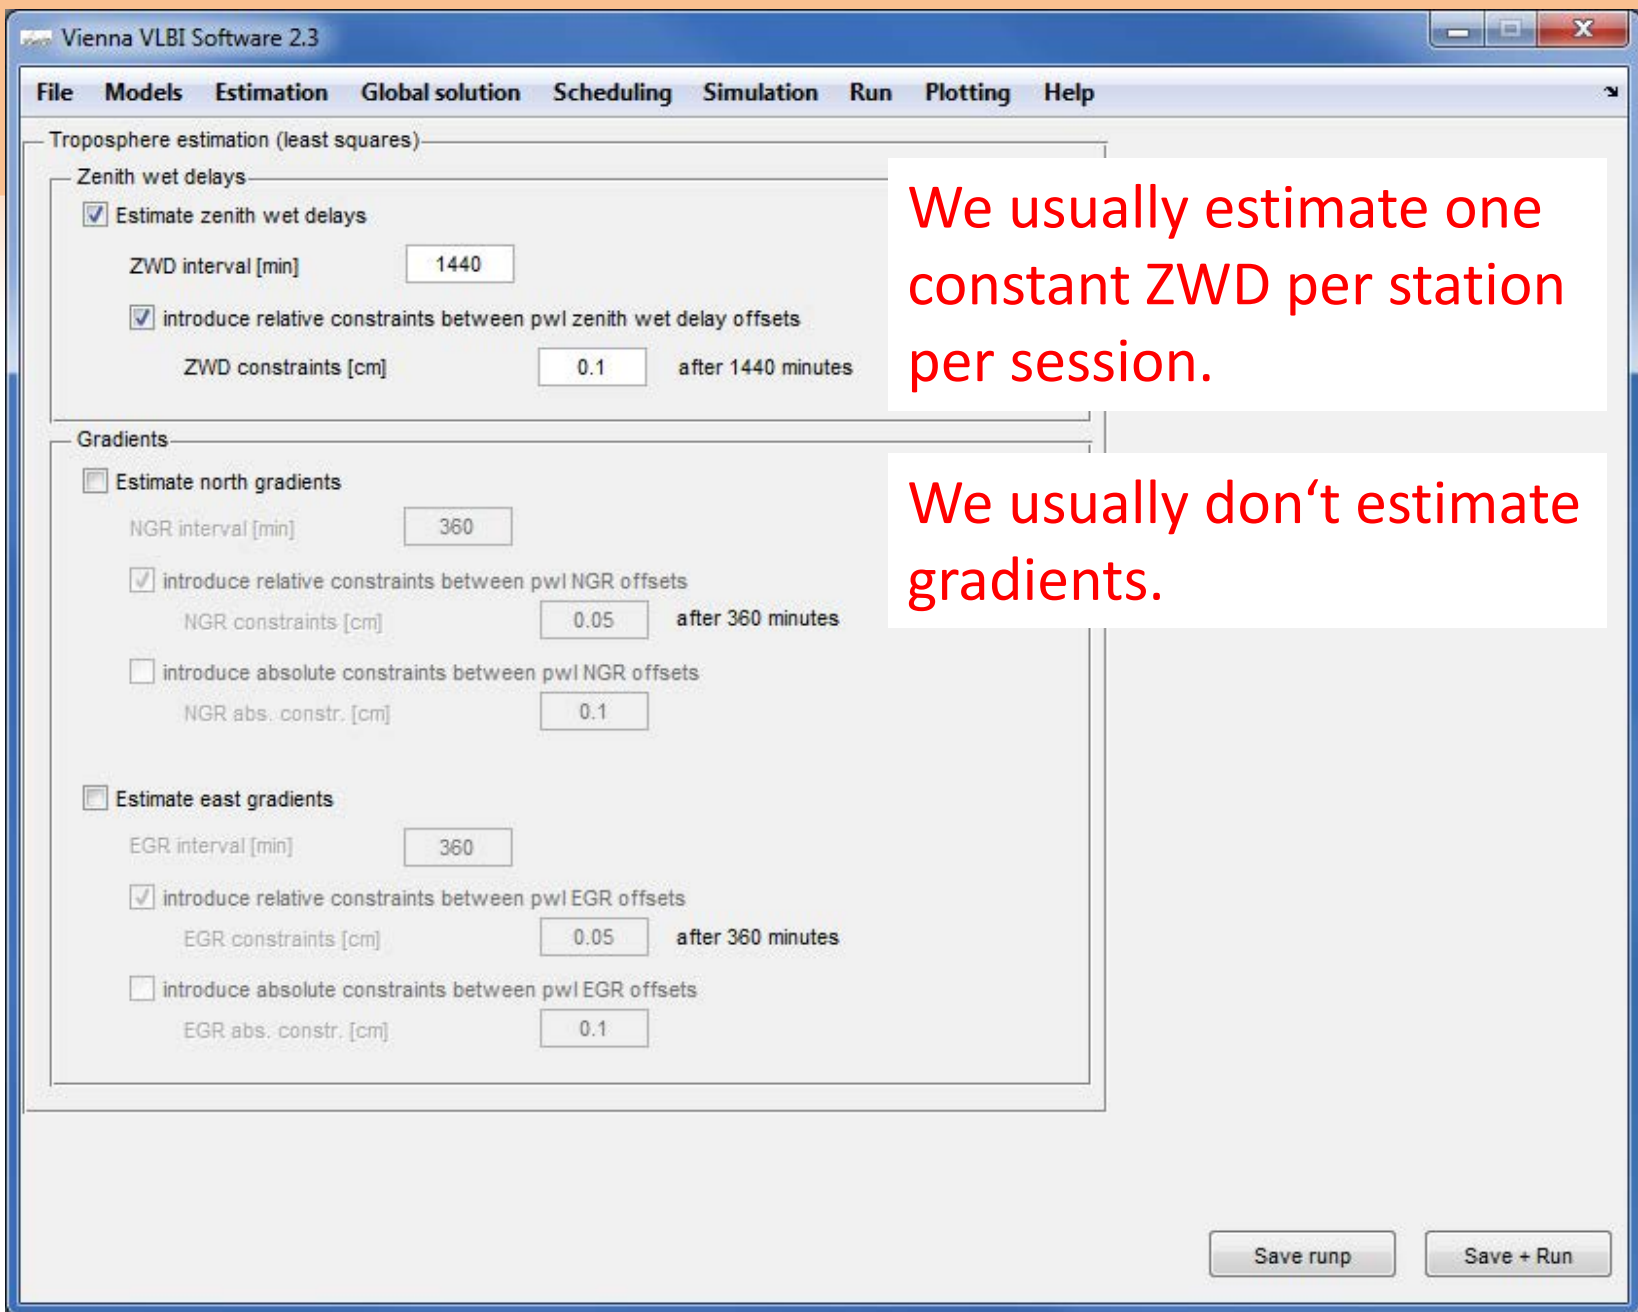 Vienna VLBI Software 2.3
File Models Estimation Global solution Scheduling Simulation Run Plotting Help
Troposphere estimation (least squares)
Zenith wet delays
Estimate zenith wet delays
ZWD interval [min] 1440
introduce relative constraints between pwl zenith wet delay offsets
ZWD constraints [cm] 0.1 after 1440 minutes
We usually estimate one
constant ZWD per station
per session.
Gradients
Estimate north gradients
NGR interval [min] 360
introduce relative constraints between pwl NGR offsets
NGR constraints [cm] 0.05 after 360 minutes
introduce absolute constraints between pwl NGR offsets
NGR abs. constr. [cm] 0.1
We usually don‘t estimate
gradients.
Estimate east gradients
EGR interval [min] 360
introduce relative constraints between pwl EGR offsets
EGR constraints [cm] 0.05 after 360 minutes
introduce absolute constraints between pwl EGR offsets
EGR abs. constr. [cm] 0.1
Save runp Save + Run